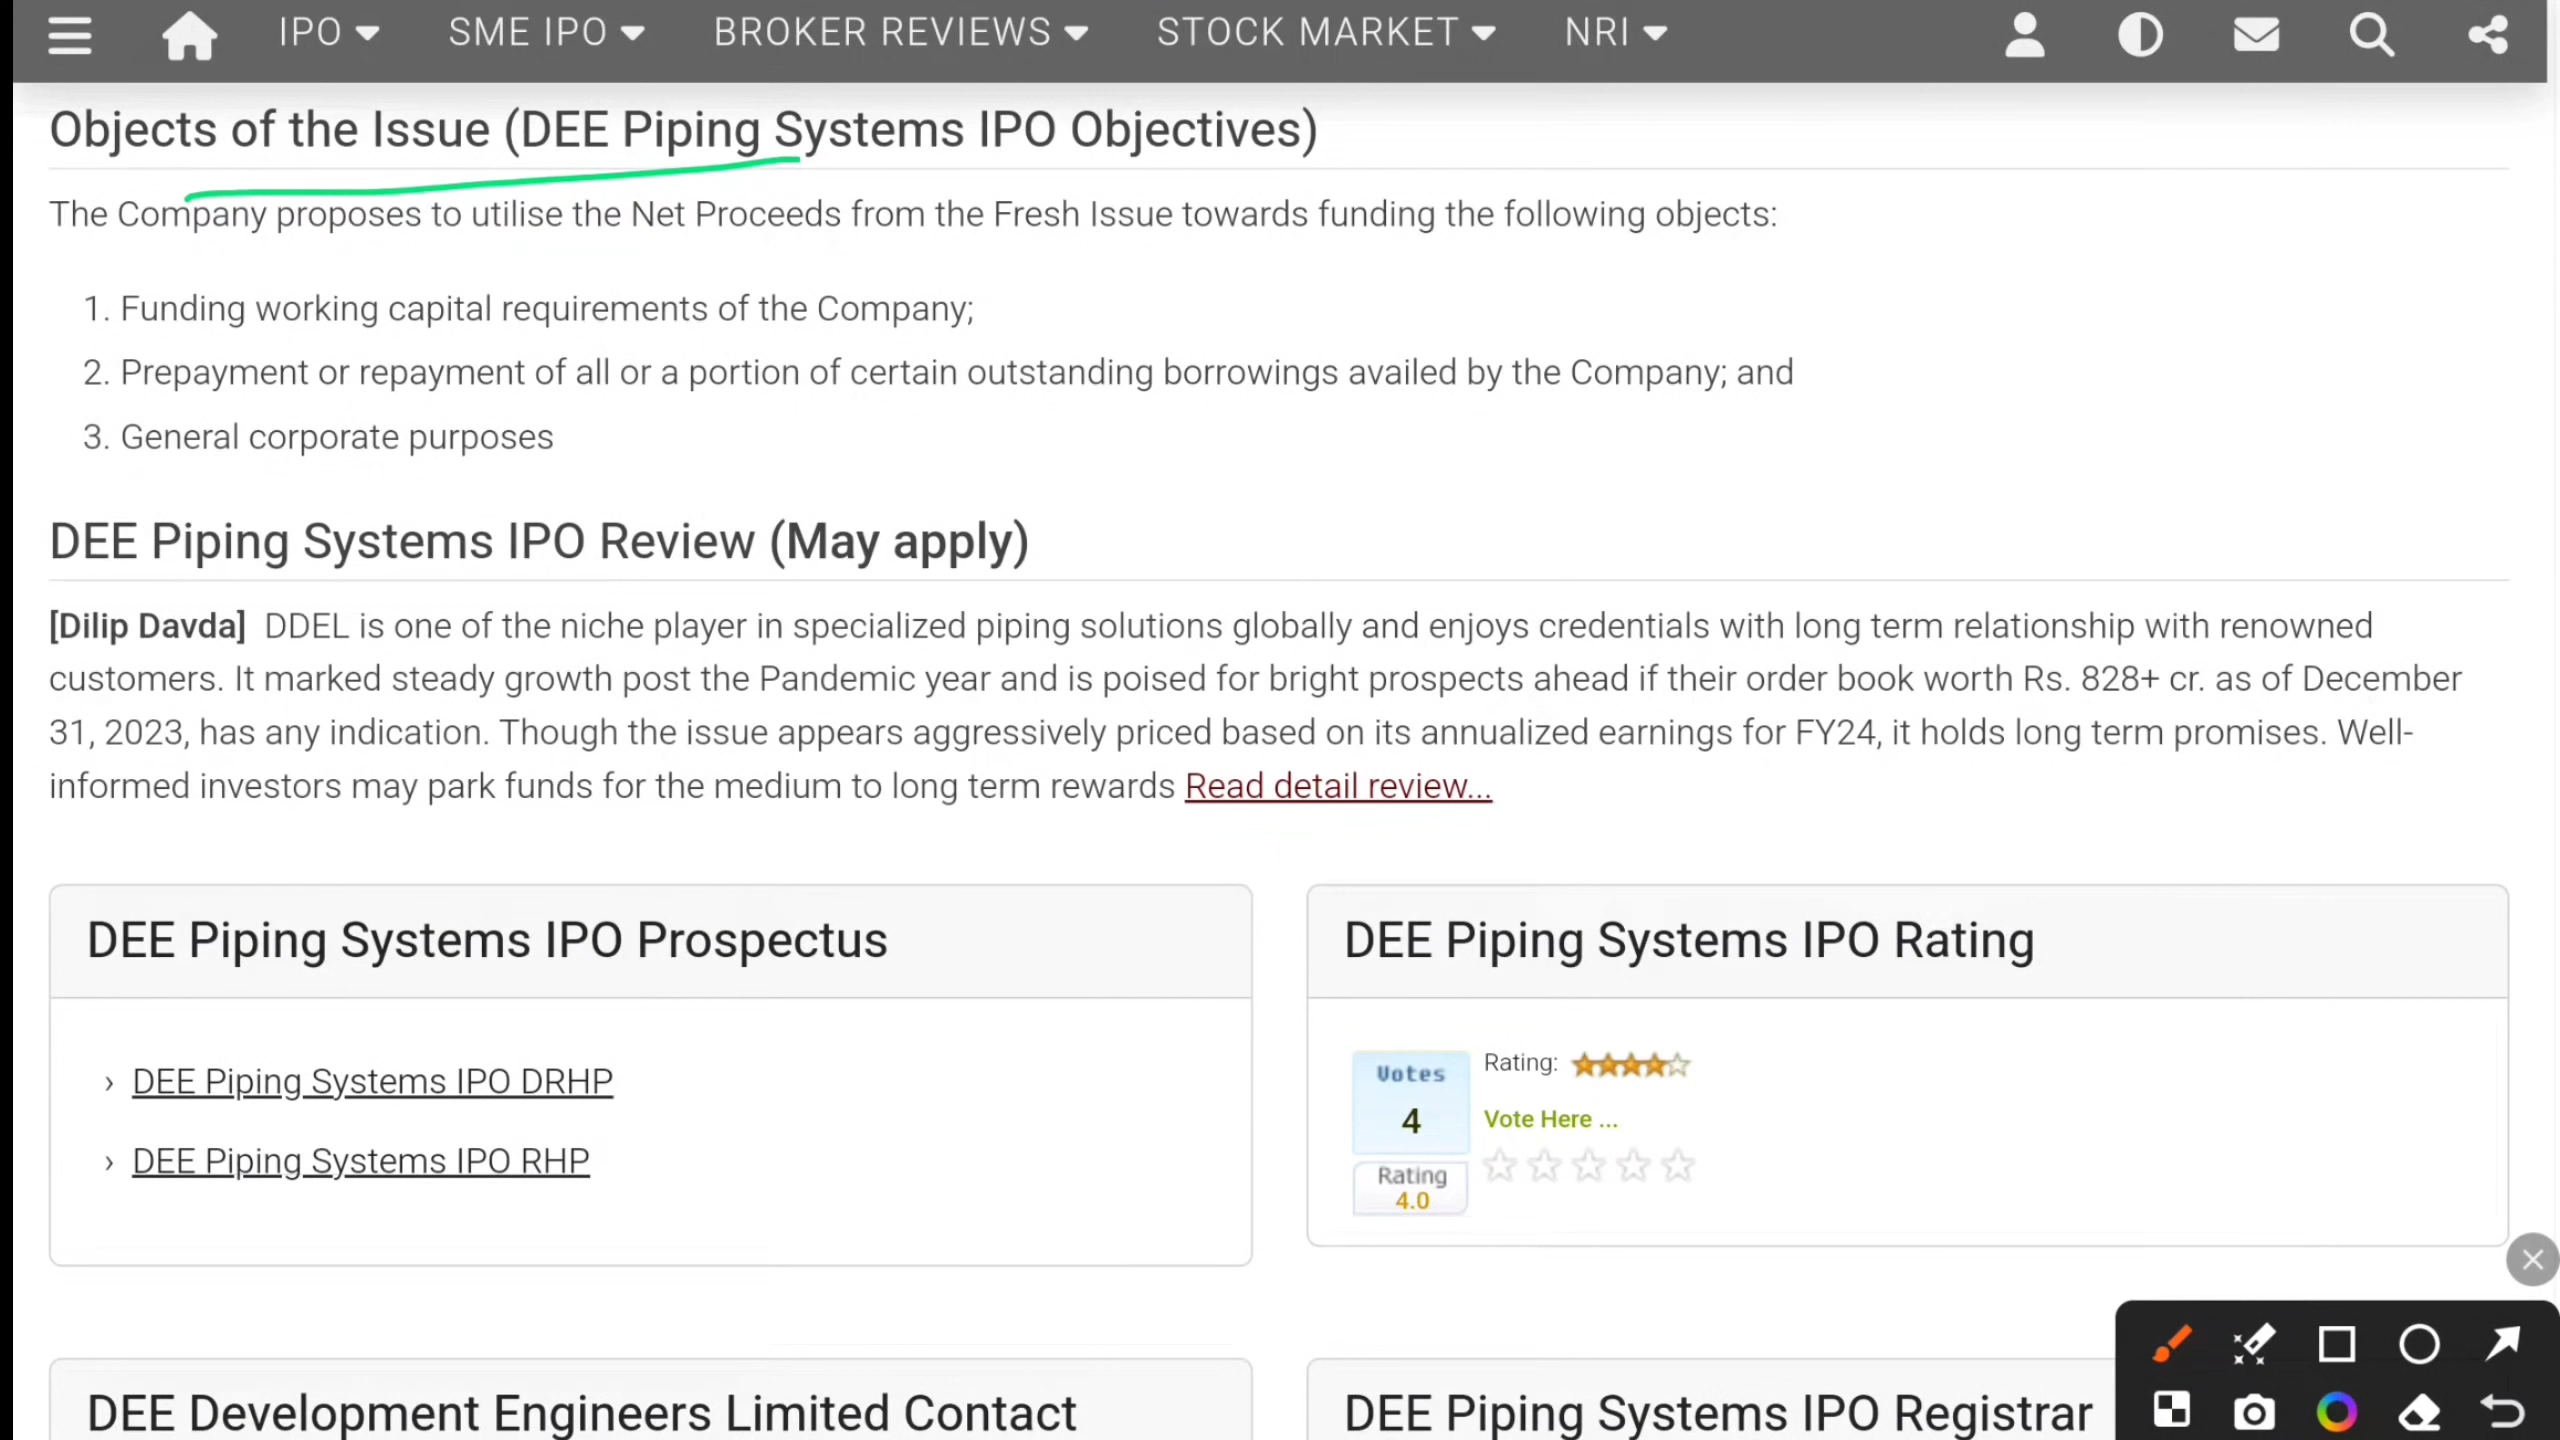 IPO SME IPO BROKER REVIEWS STOCK MARKET NRI
Objects of the Issue (DEE Piping Systems IPO Objectives)
The Company proposes to utilise the Net Proceeds from the Fresh Issue towards funding the following objects:
1. Funding working capital requirements of the Company;
2. Prepayment or repayment of all or a portion of certain outstanding borrowings availed by the Company; and
3. General corporate purposes
DEE Piping Systems IPO Review (May apply)
[Dilip Davda] DDEL is one of the niche player in specialized piping solutions globally and enjoys credentials with long term relationship with renowned
customers. It marked steady growth post the Pandemic year and is poised for bright prospects ahead if their order book worth Rs. 828+ cr. as of December
31, 2023, has any indication. Though the issue appears aggressively priced based on its annualized earnings for FY24, it holds long term promises. Well-
informed investors may park funds for the medium to long term rewards Read detail review...
DEE Piping Systems IPO Prospectus
› DEE Piping Systems IPO DRHP
› DEE Piping Systems IPO RHP
DEE Piping Systems IPO Rating
Votes
4
Rating
4.0
Rating:
Vote Here ...
DEE Development Engineers Limited Contact
DEE Piping Systems IPO Registrar